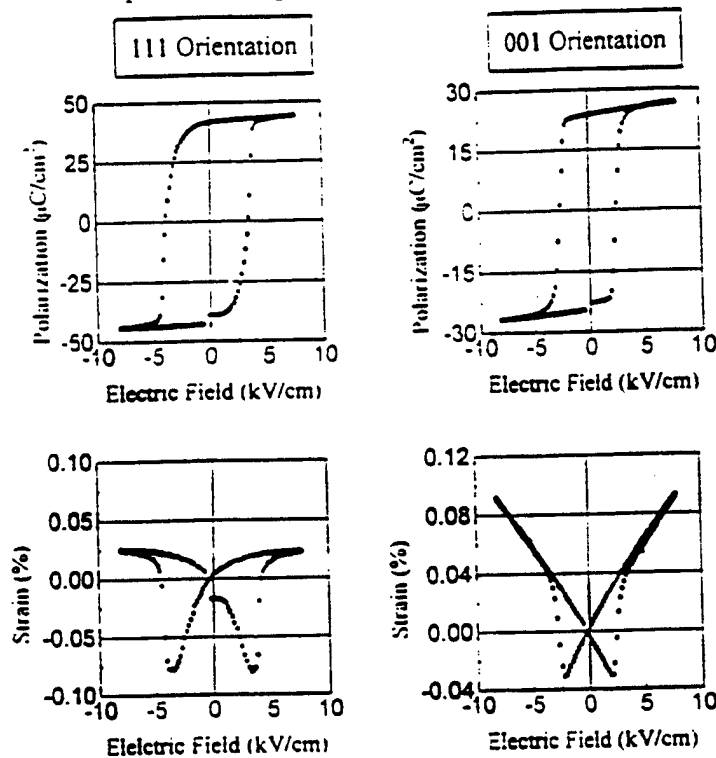 111 Orientation
001 Orientation
50
25
0
-25
-50
-10 -5 0 5 10
Polarization (μC/cm²)
Electric Field (kV/cm)
30
15
0
-15
-30
-10 -5 0 5 10
Polarization (μC/cm²)
Electric Field (kV/cm)
0.10
0.05
0.00
-0.05
-0.10
-10 -5 0 5 10
Strain (%)
Elelctric Field (kV/cm)
0.12
0.08
0.04
0.00
-0.04
-10 -5 0 5 10
Strain (%)
Electric Field (kV/cm)